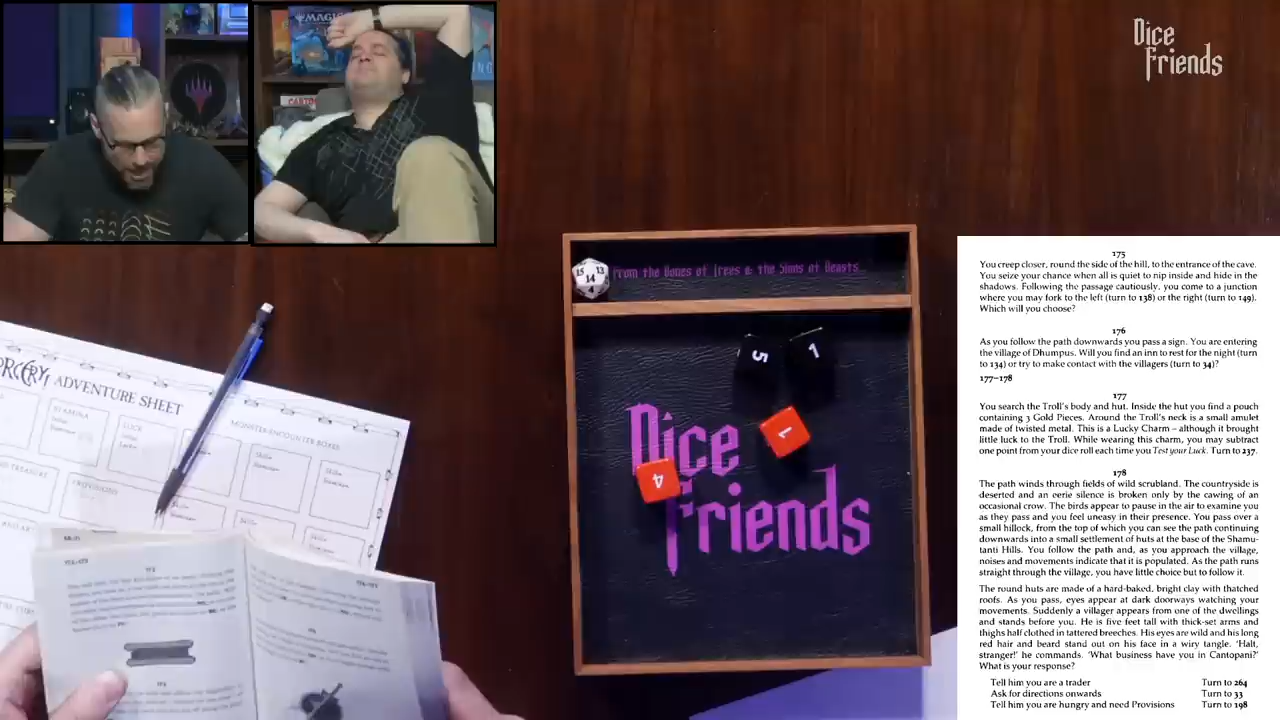 MAGIC
Dice
Friends
15 13
14
4
From the Bones of Trees & the Skins of Beasts
5
1
1
4
Dice
Friends
SORCERY! ADVENTURE SHEET
STAMINA
LUCK
MONSTER ENCOUNTER BOXES
PROVISIONS
175
You creep closer, round the side of the hill, to the entrance of the cave.
You seize your chance when all is quiet to nip inside and hide in the
shadows. Following the passage cautiously, you come to a junction
where you may fork to the left (turn to 138) or the right (turn to 149).
Which will you choose?
176
As you follow the path downwards you pass a sign. You are entering
the village of Dhumpus. Will you find an inn to rest for the night (turn
to 134) or try to make contact with the villagers (turn to 34)?
177–178
177
You search the Troll's body and hut. Inside the hut you find a pouch
containing 3 Gold Pieces. Around the Troll's neck is a small amulet
made of twisted metal. This is a Lucky Charm – although it brought
little luck to the Troll. While wearing this charm, you may subtract
one point from your dice roll each time you Test your Luck. Turn to 237.
178
The path winds through fields of wild scrubland. The countryside is
deserted and an eerie silence is broken only by the cawing of an
occasional crow. The birds appear to pause in the air to examine you
as they pass and you feel uneasy in their presence. You pass over a
small hillock, from the top of which you can see the path continuing
downwards into a small settlement of huts at the base of the Shamu-
tanti Hills. You follow the path and, as you approach the village,
noises and movements indicate that it is populated. As the path runs
straight through the village, you have little choice but to follow it.
The round huts are made of a hard-baked, bright clay with thatched
roofs. As you pass, eyes appear at dark doorways watching your
movements. Suddenly a villager appears from one of the dwellings
and stands before you. He is five feet tall with thick-set arms and
thighs half clothed in tattered breeches. His eyes are wild and his long
red hair and beard stand out on his face in a wiry tangle. 'Halt,
stranger!' he commands. 'What business have you in Cantopani?'
What is your response?
Tell him you are a trader Turn to 264
Ask for directions onwards Turn to 33
Tell him you are hungry and need Provisions Turn to 198